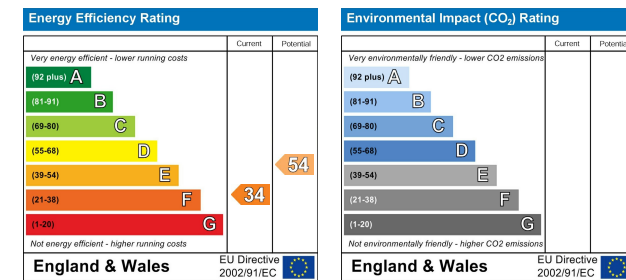 Energy Efficiency Rating
Current Potential
Very energy efficient - lower running costs
(92 plus) A
(81-91) B
(69-80) C
(55-68) D
(39-54) E
(21-38) F
(1-20) G
34
54
Not energy efficient - higher running costs
England & Wales
EU Directive
2002/91/EC
Environmental Impact (CO2) Rating
Current Potential
Very environmentally friendly - lower CO2 emissions
(92 plus) A
(81-91) B
(69-80) C
(55-68) D
(39-54) E
(21-38) F
(1-20) G
Not environmentally friendly - higher CO2 emissions
England & Wales
EU Directive
2002/91/EC